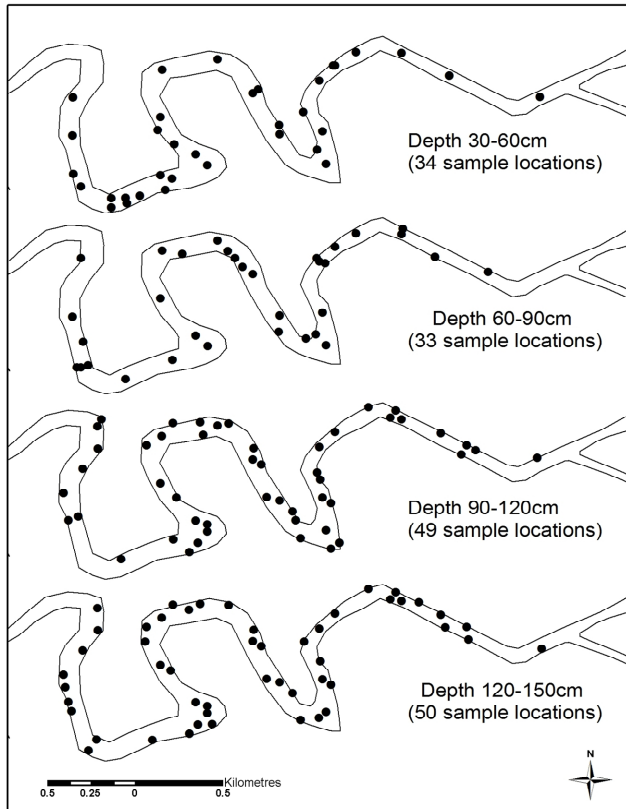 Depth 30-60cm
(34 sample locations)
Depth 60-90cm
(33 sample locations)
Depth 90-120cm
(49 sample locations)
Depth 120-150cm
(50 sample locations)
N
Kilometres
0.5 0.25 0 0.5